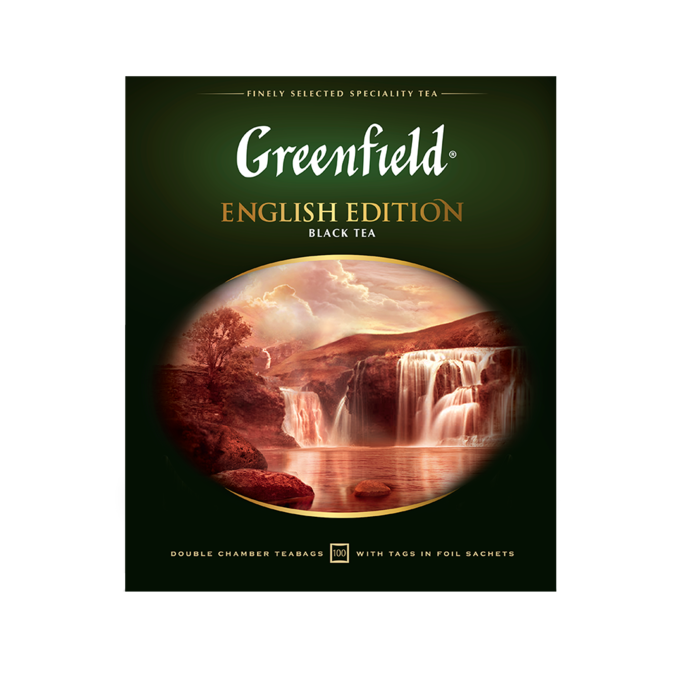 FINELY SELECTED SPECIALITY TEA
Greenfield®
ENGLISH EDITION
BLACK TEA
DOUBLE CHAMBER TEABAGS 100 WITH TAGS IN FOIL SACHETS